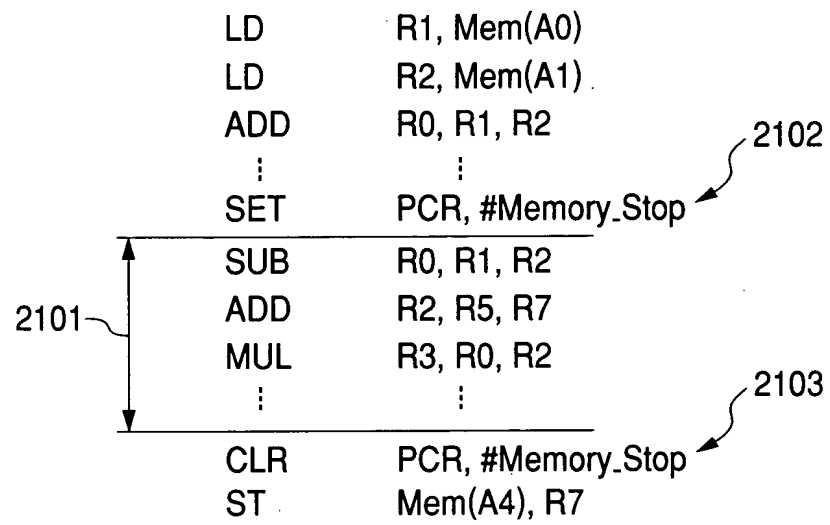 LD R1, Mem(A0)
LD R2, Mem(A1)
ADD R0, R1, R2
2102
SET PCR, #Memory_Stop
SUB R0, R1, R2
ADD R2, R5, R7
2101
MUL R3, R0, R2
2103
CLR PCR, #Memory_Stop
ST Mem(A4), R7